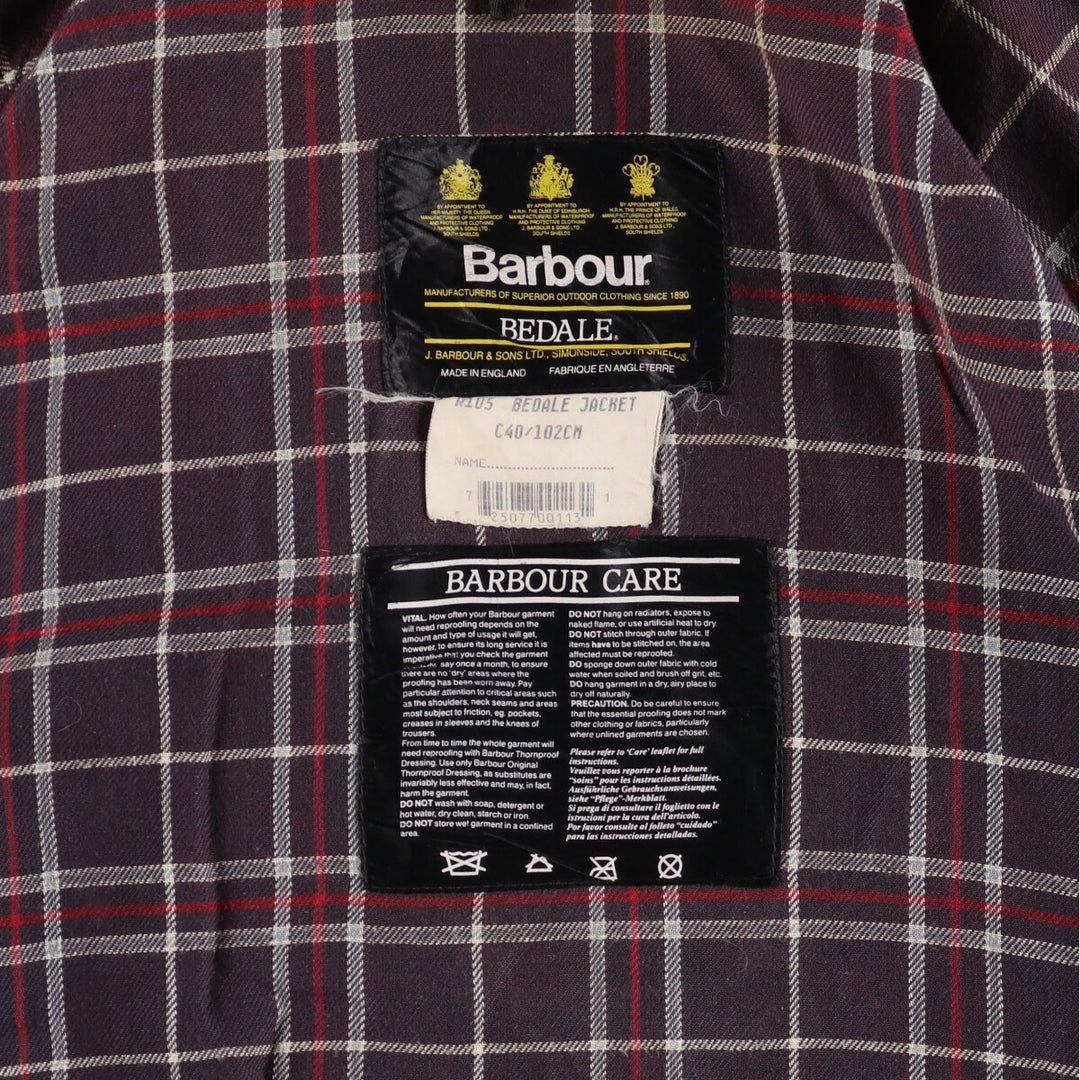 BY APPOINTMENT TO
HER MAJESTY THE QUEEN
MANUFACTURERS OF WATERPROOF
AND PROTECTIVE CLOTHING
J. BARBOUR & SONS LTD.
SOUTH SHIELDS
BY APPOINTMENT TO
H.R.H. THE DUKE OF EDINBURGH
MANUFACTURERS OF WATERPROOF
AND PROTECTIVE CLOTHING
J. BARBOUR & SONS LTD.
SOUTH SHIELDS
BY APPOINTMENT TO
H.R.H. THE PRINCE OF WALES
MANUFACTURERS OF WATERPROOF
AND PROTECTIVE CLOTHING
J. BARBOUR & SONS LTD.
SOUTH SHIELDS
Barbour®
MANUFACTURERS OF SUPERIOR OUTDOOR CLOTHING SINCE 1890
BEDALE®
J. BARBOUR & SONS LTD., SIMONSIDE, SOUTH SHIELDS.
MADE IN ENGLAND FABRIQUE EN ANGLETERRE
A105 BEDALE JACKET
C40/102CM
NAME..............................
7 2507700113 1
BARBOUR CARE
VITAL. How often your Barbour garment
will need reproofing depends on the
amount and type of usage it will get,
however, to ensure its long service it is
imperative that you check the garment
regularly, say once a month, to ensure
there are no 'dry' areas where the
proofing has been worn away. Pay
particular attention to critical areas such
as the shoulders, neck seams and areas
most subject to friction, eg. pockets,
creases in sleeves and the knees of
trousers.
From time to time the whole garment will
need reproofing with Barbour Thornproof
Dressing. Use only Barbour Original
Thornproof Dressing, as substitutes are
invariably less effective and may, in fact,
harm the garment.
DO NOT wash with soap, detergent or
hot water, dry clean, starch or iron.
DO NOT store wet garment in a confined
area.
DO NOT hang on radiators, expose to
naked flame, or use artificial heat to dry.
DO NOT stitch through outer fabric. If
items have to be stitched on, the area
affected must be reproofed.
DO sponge down outer fabric with cold
water when soiled and brush off grit, etc.
DO hang garment in a dry, airy place to
dry off naturally.
PRECAUTION. Do be careful to ensure
that the essential proofing does not mark
other clothing or fabrics, particularly
where unlined garments are chosen.
Please refer to 'Care' leaflet for full
instructions.
Veuillez vous reporter à la brochure
"soins" pour les instructions détaillées.
Ausführliche Gebrauchsanweisungen,
siehe "Pflege"-Merkblatt.
Si prega di consultare il foglietto con le
istruzioni per la cura dell'articolo.
Por favor consulte al folleto "cuidado"
para las instrucciones detalladas.